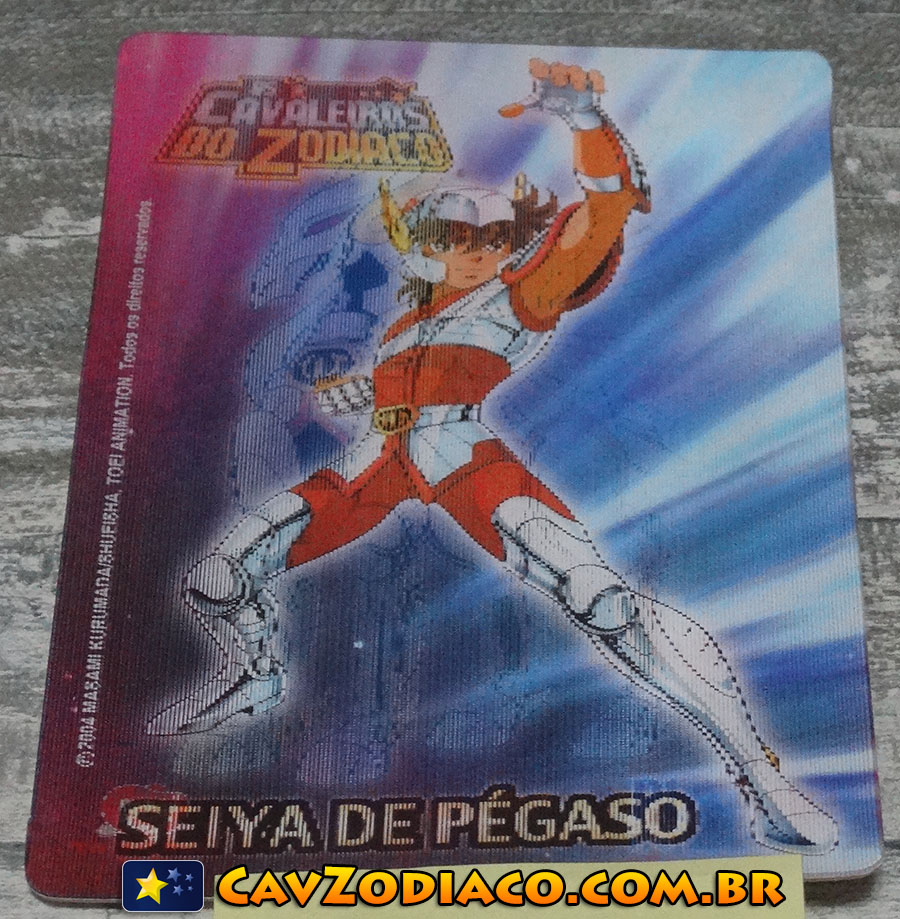 OS
CAVALEIROS
DO ZODIACO
℗2004 MASAMI KURUMADA/SHUEISHA, TOEI ANIMATION. Todos os direitos reservados.
SEIYA DE PÉGASO
CAVZODIACO.COM.BR